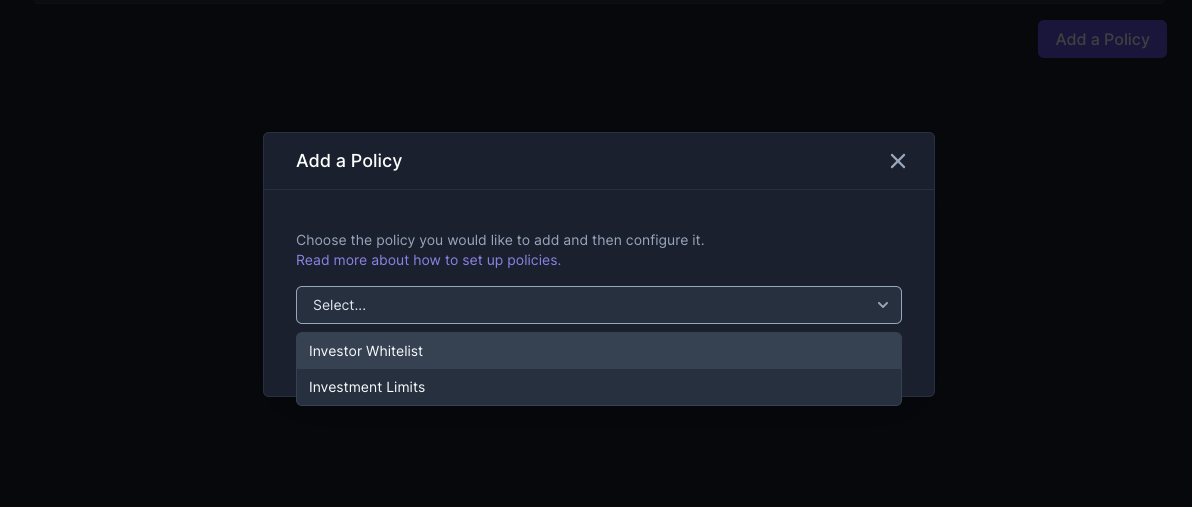 Add a Policy
Add a Policy
Choose the policy you would like to add and then configure it.
Read more about how to set up policies.
Select...
Investor Whitelist
Investment Limits